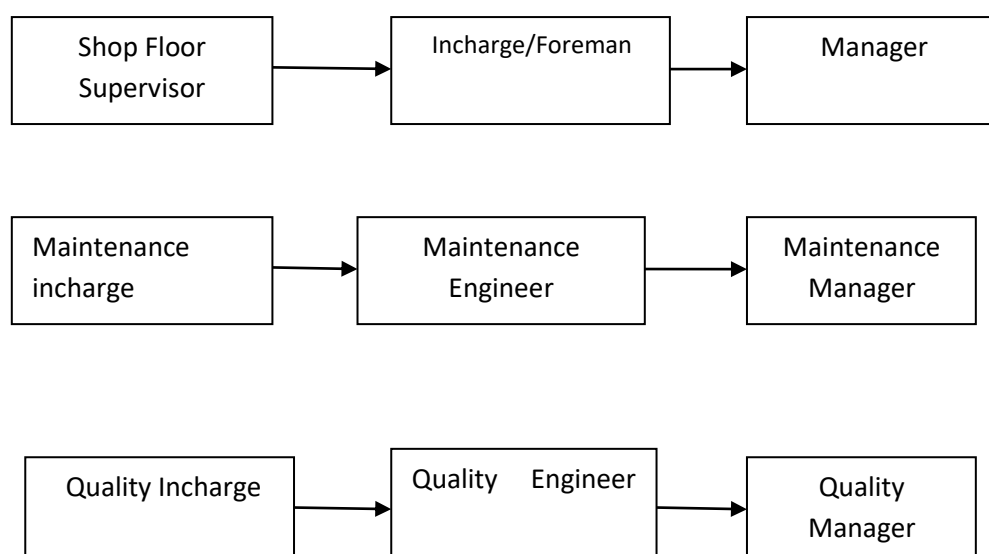 Shop Floor
Supervisor
Incharge/Foreman
Manager
Maintenance
incharge
Maintenance
Engineer
Maintenance
Manager
Quality Incharge
Quality Engineer
Quality
Manager